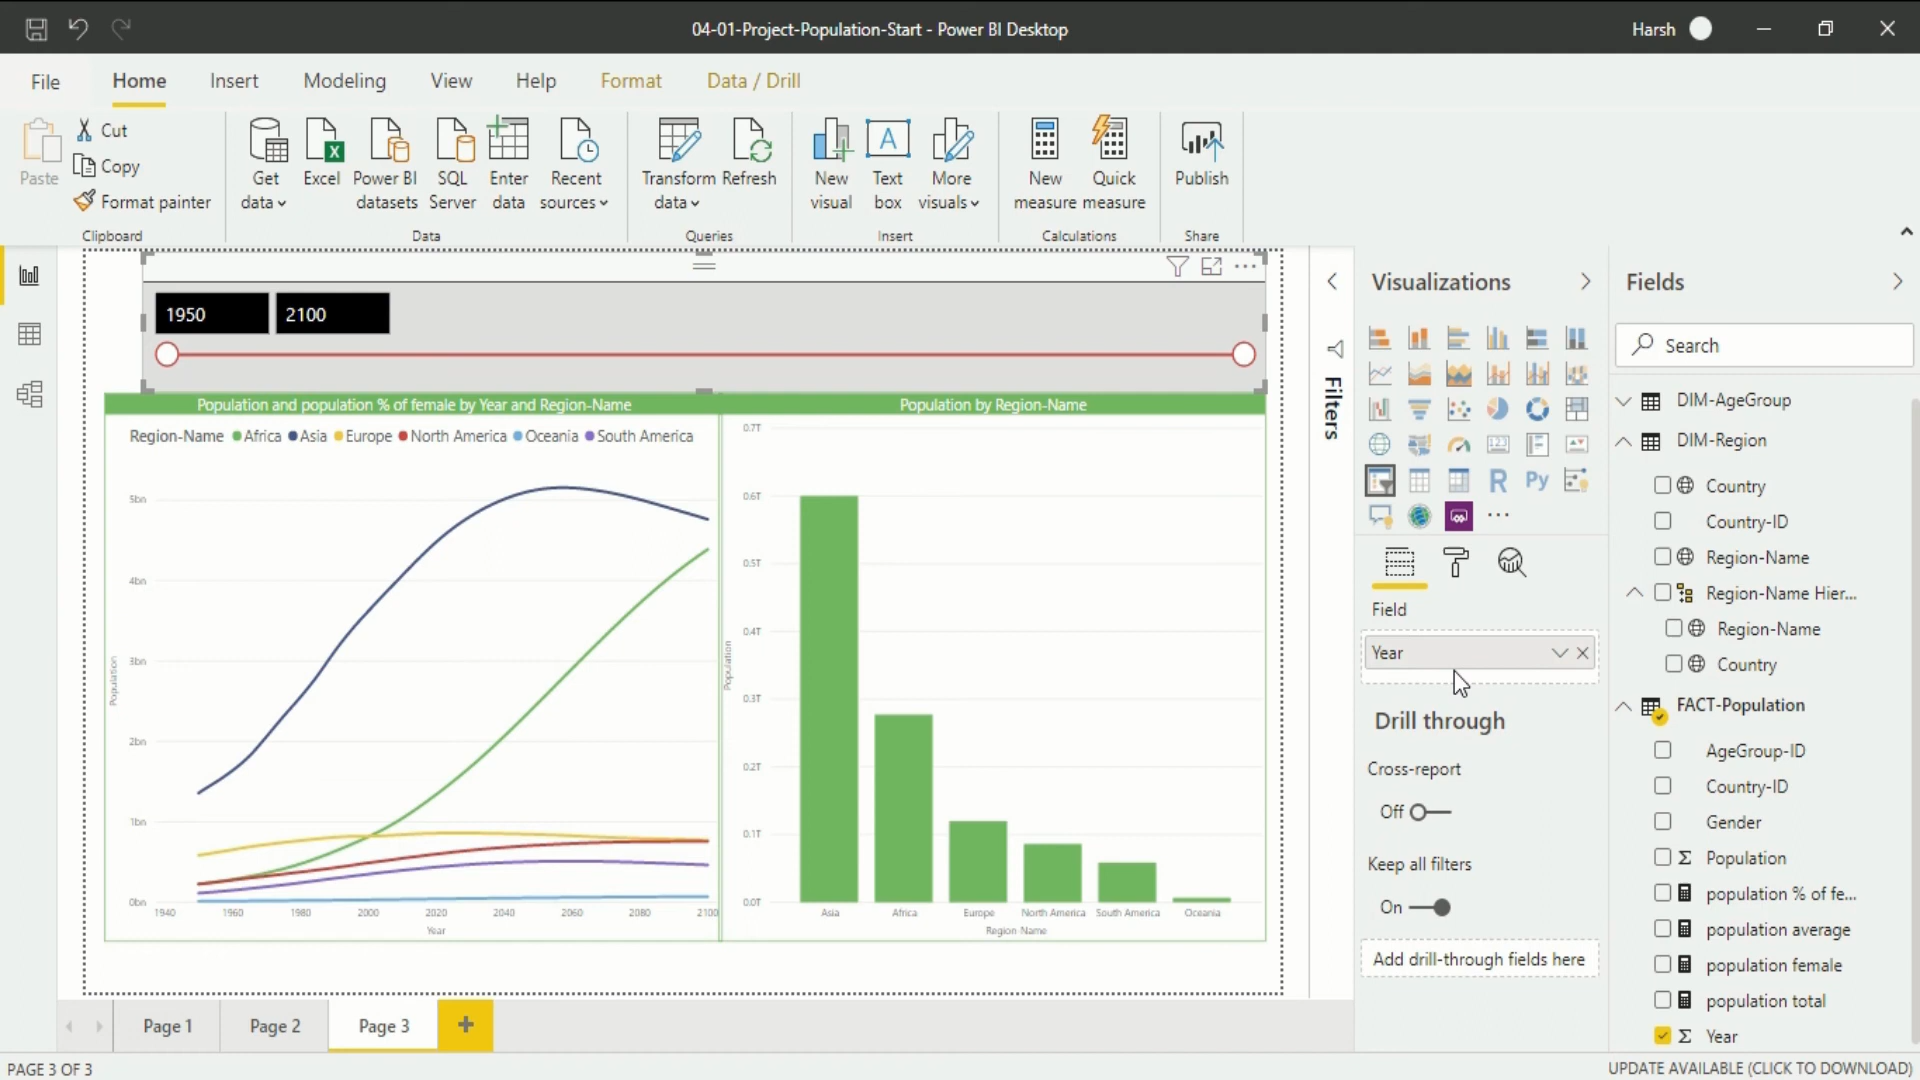 04-01-Project-Population-Start - Power BI Desktop
Harsh
File
Home
Insert
Modeling
View
Help
Format
Data / Drill
Paste
Cut
Copy
Format painter
Clipboard
Get data
Excel
Power BI datasets
SQL Server
Enter data
Recent sources
Data
Transform data
Refresh
Queries
New visual
A
Text box
More visuals
Insert
New measure
Quick measure
Calculations
Publish
Share
1950
2100
Population and population % of female by Year and Region-Name
Region-Name Africa Asia Europe North America Oceania South America
5bn
4bn
3bn
2bn
1bn
0bn
Population
1940 1960 1980 2000 2020 2040 2060 2080 2100
Year
Population by Region-Name
0.7T
0.6T
0.5T
0.4T
0.3T
0.2T
0.1T
0.0T
Population
Asia Africa Europe North America South America Oceania
Region-Name
Filters
Visualizations
123
R
Py
Field
Year
Drill through
Cross-report
Off
Keep all filters
On
Add drill-through fields here
Fields
Search
DIM-AgeGroup
DIM-Region
Country
Country-ID
Region-Name
Region-Name Hier...
Region-Name
Country
FACT-Population
AgeGroup-ID
Country-ID
Gender
Σ Population
population % of fe...
population average
population female
population total
Σ Year
Page 1
Page 2
Page 3
+
PAGE 3 OF 3
UPDATE AVAILABLE (CLICK TO DOWNLOAD)